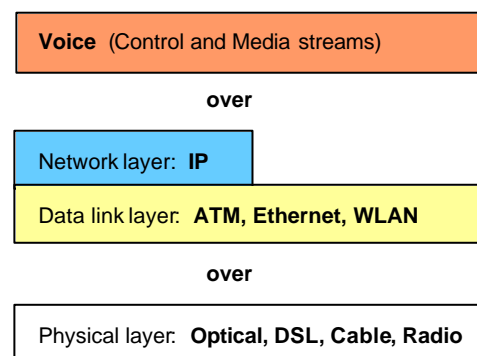 Voice (Control and Media streams)
over
Network layer: IP
Data link layer: ATM, Ethernet, WLAN
over
Physical layer: Optical, DSL, Cable, Radio